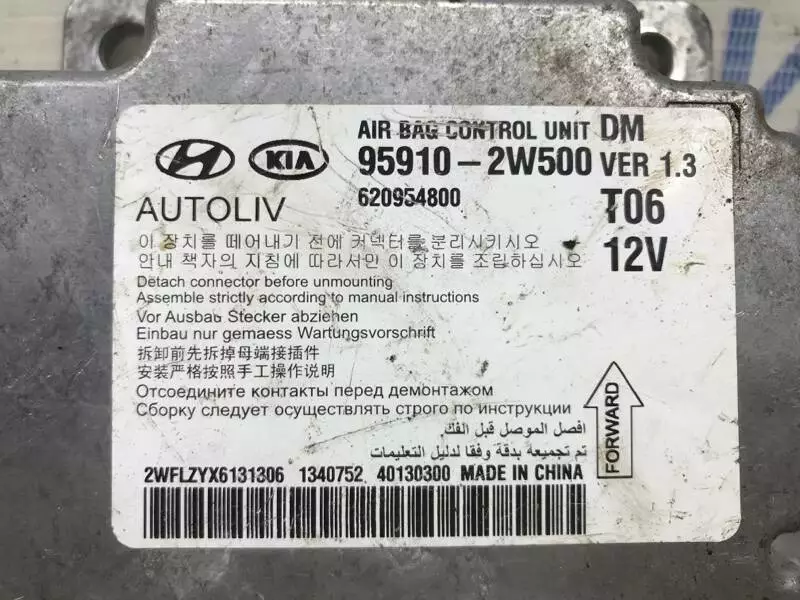 AIR BAG CONTROL UNIT DM
KIA 95910-2W500 VER 1.3
AUTOLIV 620954800 T06
이 장치를 떼어내기 전에 커넥터를 분리시키시오
안내 책자의 지침에 따라서만 이 장치를 조립하십시오 12V
Detach connector before unmounting
Assemble strictly according to manual instructions
Vor Ausbau Stecker abziehen
Einbau nur gemaess Wartungsvorschrift
拆卸前先拆掉母端接插件
安装严格按照手工操作说明
Отсоедините контакты перед демонтажом
Сборку следует осуществлять строго по инструкции
افصل الموصل قبل الفك.
تم تجميعة بدقة وفقا لدليل التعليمات
FORWARD
2WFLZYX6131306 1340752 40130300 MADE IN CHINA